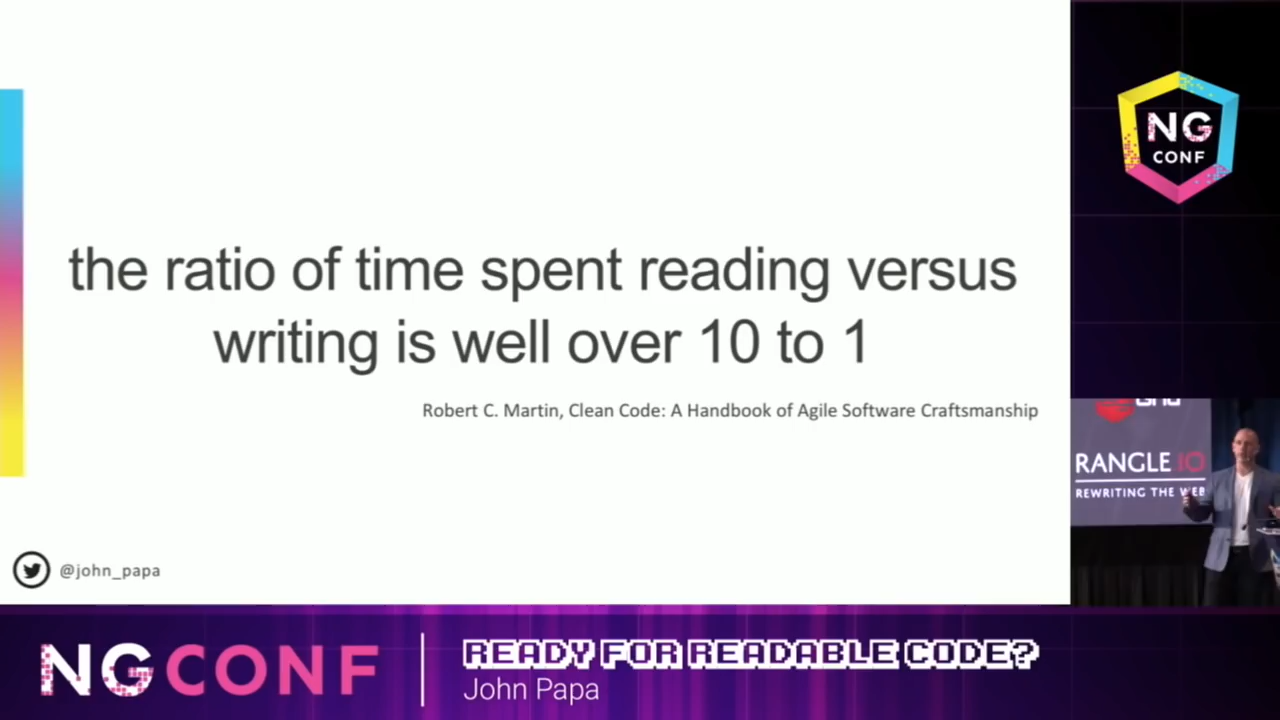 the ratio of time spent reading versus
writing is well over 10 to 1
Robert C. Martin, Clean Code: A Handbook of Agile Software Craftsmanship
@john_papa
NG
CONF
RANGLE IO
REWRITING THE WEB
NGCONF
READY FOR READABLE CODE?
John Papa